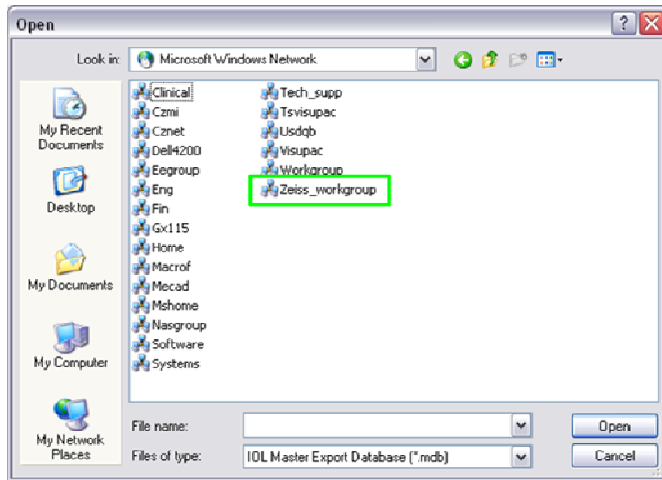 Open
Look in:
Microsoft Windows Network
My Recent
Documents
Desktop
My Documents
My Computer
My Network
Places
Clinical
Czmi
Cznet
Dell4200
Eegroup
Eng
Fin
Gx115
Home
Macrof
Mecad
Mshome
Nasgroup
Software
Systems
Tech_supp
Tsvisupac
Usdqb
Visupac
Workgroup
Zeiss_workgroup
File name:
Open
Files of type:
IOL Master Export Database (*.mdb)
Cancel